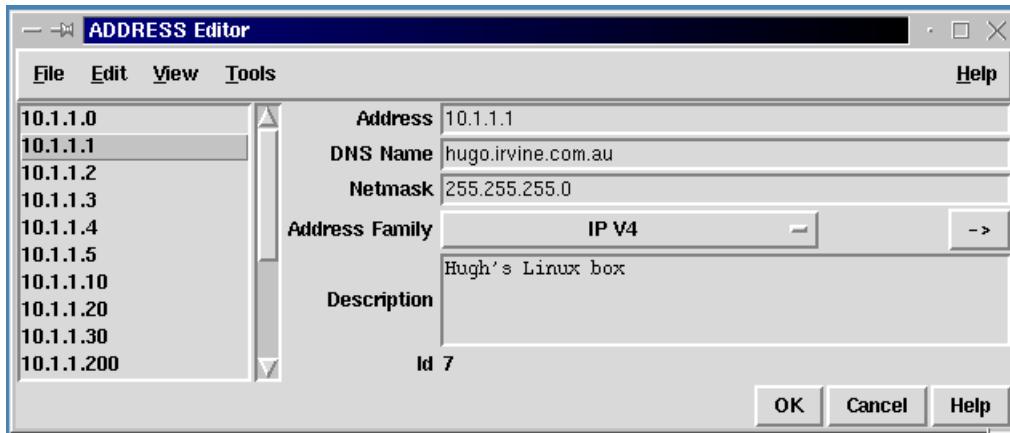 ADDRESS Editor
File Edit View Tools Help
10.1.1.0
10.1.1.1
10.1.1.2
10.1.1.3
10.1.1.4
10.1.1.5
10.1.1.10
10.1.1.20
10.1.1.30
10.1.1.200
Address 10.1.1.1
DNS Name hugo.irvine.com.au
Netmask 255.255.255.0
Address Family IP V4 ->
Description Hugh's Linux box
Id 7
OK Cancel Help